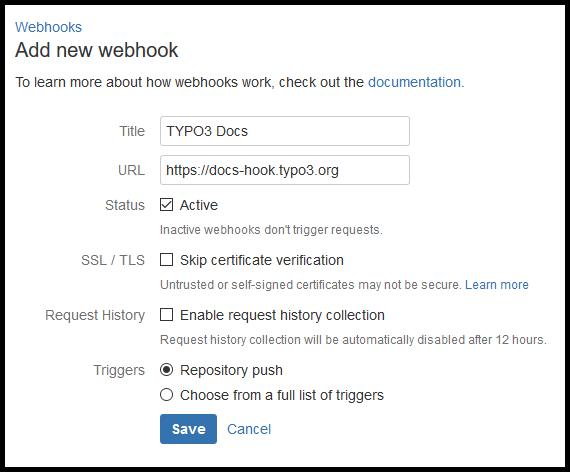 Webhooks
Add new webhook
To learn more about how webhooks work, check out the documentation.
Title TYPO3 Docs
URL https://docs-hook.typo3.org
Status Active
Inactive webhooks don't trigger requests.
SSL / TLS Skip certificate verification
Untrusted or self-signed certificates may not be secure. Learn more
Request History Enable request history collection
Request history collection will be automatically disabled after 12 hours.
Triggers Repository push
Choose from a full list of triggers
Save Cancel